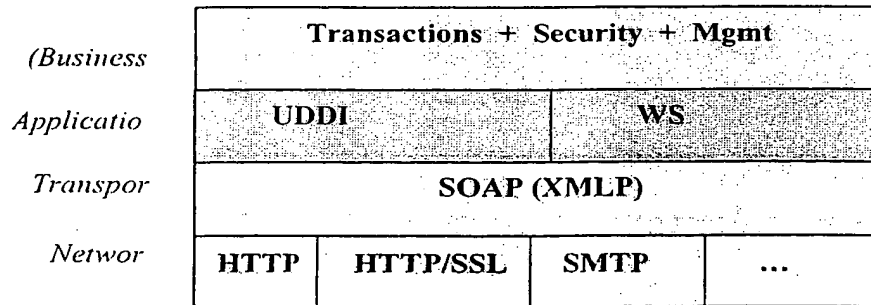 Transactions + Security + Mgmt
(Business
Applicatio UDDI WS
Transpor SOAP (XMLP)
Networ HTTP HTTP/SSL SMTP ...